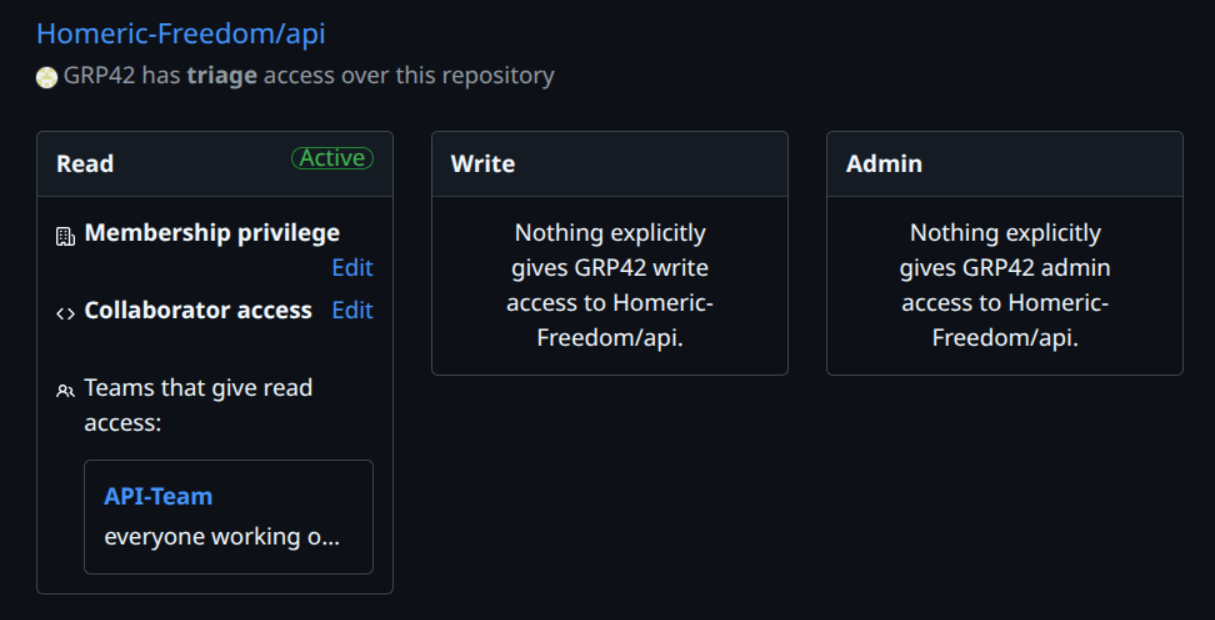 Homeric-Freedom/api
GRP42 has triage access over this repository
Read
Active
Membership privilege
Edit
Collaborator access
Edit
Teams that give read
access:
API-Team
everyone working o...
Write
Nothing explicitly
gives GRP42 write
access to Homeric-
Freedom/api.
Admin
Nothing explicitly
gives GRP42 admin
access to Homeric-
Freedom/api.